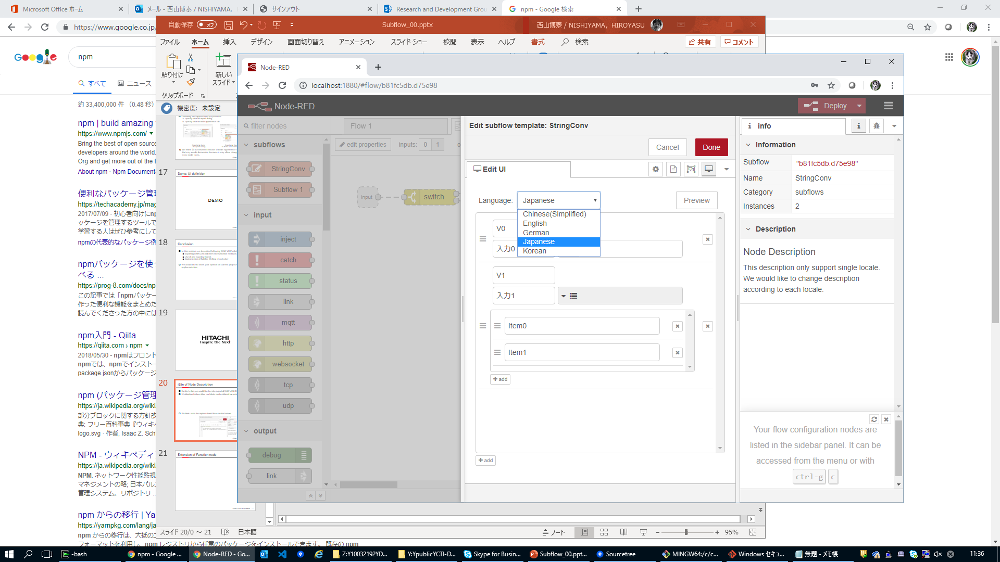 Microsoft Office ホーム
メール - 西山博泰 / NISHIYAMA,
サインアウト
Research and Development Grou
npm - Google 検索
https://www.google.co.jp/
Google
npm
すべて
ニュース
約 33,400,000 件 （0.48 秒）
npm | build amazing
https://www.npmjs.com/
Bring the best of open source
developers around the world.
Org and get more out of the t
About npm · Npm Documenta
便利なパッケージ管理
https://techacademy.jp/mag
2017/07/09 - 初心者向けにnp
ッケージを管理するツールで
学習する人はぜひ参考にして
npmの代表的なパッケージ例
npmパッケージを使っ
べる ...
https://prog-8.com/docs/np
この記事では「npmパッケー
作った便利な機能をまとめた
読んでくださった方の中には
npm入門 - Qiita
https://qiita.com › npm
2018/05/30 - npmはフロント
npmでは、npmでインストー
package.jsonからパッケージ
npm (パッケージ管理
https://ja.wikipedia.org/wiki
部分ブロックに関する方針改
典: フリー百科事典『ウィキペ
logo.svg · 作者, Isaac Z. Sch
NPM - ウィキペディ
https://ja.wikipedia.org/wiki
NPM. ネットワーク性能監視
マネジメントの略; 日本パル
管理システム、リポジトリ ...
npm からの移行 | Ya
https://yarnpkg.com/lang/ja
npm からの移行は、大抵のユ
フォーマットを利用し、npm レジストリから任意のパッケージをインストールできます。 既存の npm
自動保存 オフ
Subflow_00.pptx
西山博泰 / NISHIYAMA, HIROYASU
ファイル ホーム 挿入 デザイン 画面切り替え アニメーション スライド ショー 校閲 表示 ヘルプ 書式 検索
共有 コメント
貼り付け
新しい
スライド
クリップボード
機密度: 未設定
17
Demo: UI definition
DEMO
18
Conclusion
19
HITACHI
Inspire the Next
20
i18n of Node Description
21
Extension of Function node
スライド 20/0 ～ 21 日本語
ノート
95%
Node-RED
localhost:1880/#flow/b81fc5db.d75e98
Node-RED
Deploy
filter nodes
subflows
StringConv
Subflow 1
input
inject
catch
status
link
mqtt
http
websocket
tcp
udp
output
debug
link
Flow 1
edit properties
inputs: 0 1
input
switch
Edit subflow template: StringConv
Cancel
Done
Edit UI
Language:
Japanese
Preview
Chinese(Simplified)
English
German
Japanese
Korean
V0
入力0
V1
入力1
Item0
Item1
add
add
info
Information
Subflow "b81fc5db.d75e98"
Name StringConv
Category subflows
Instances 2
Description
Node Description
This description only support single locale.
We would like to change description
according to each locale.
Your flow configuration nodes are
listed in the sidebar panel. It can be
accessed from the menu or with
ctrl-g c
-bash
npm - Google ...
Node-RED - Go...
Z:¥10032192¥D...
Y:¥public¥CTI-D...
Skype for Busin...
Subflow_00.ppt...
Sourcetree
MINGW64:/c/c...
Windows セキュ...
無題 - メモ帳
11:36